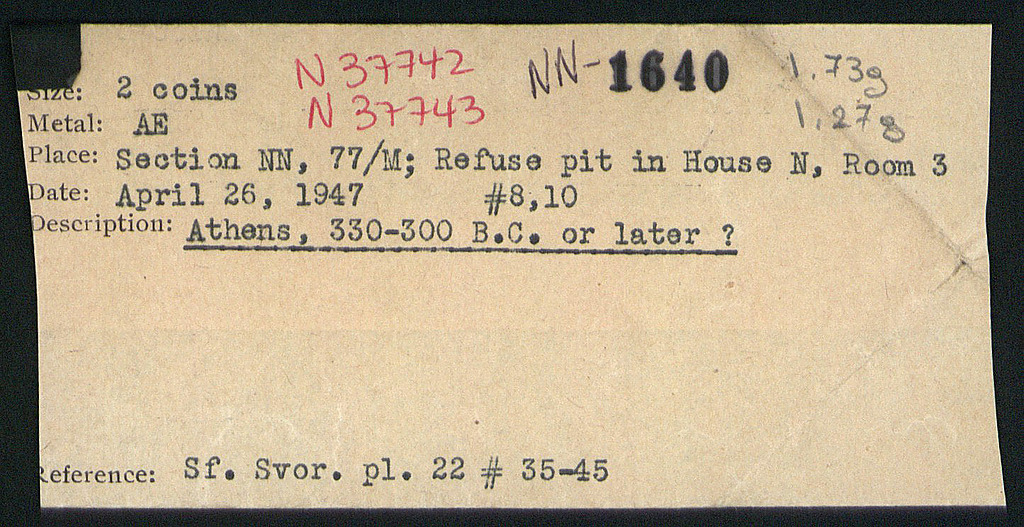 N 37742 NN-1640 1.73g
Size: 2 coins
N 37743 1.27g
Metal: AE
Place: Section NN, 77/M; Refuse pit in House N, Room 3
Date: April 26, 1947 #8,10
Description: Athens, 330-300 B.C. or later ?
Reference: Sf. Svor. pl. 22 # 35-45